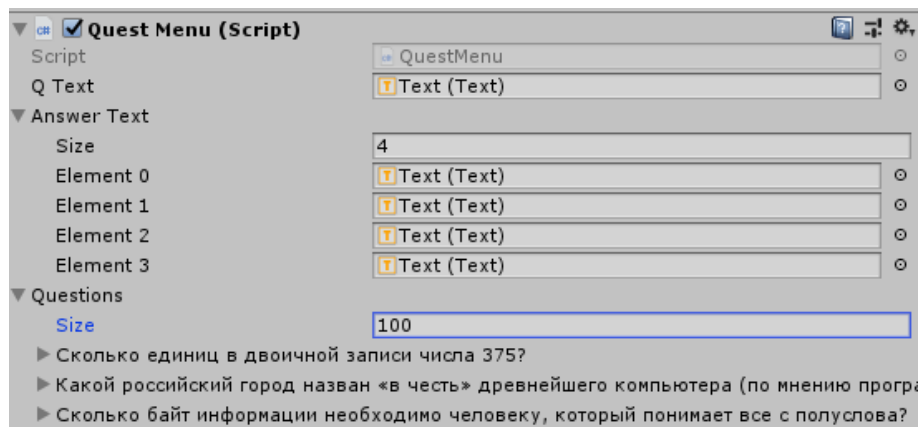 Quest Menu (Script)
Script QuestMenu
Q Text Text (Text)
Answer Text
Size 4
Element 0 Text (Text)
Element 1 Text (Text)
Element 2 Text (Text)
Element 3 Text (Text)
Questions
Size 100
Сколько единиц в двоичной записи числа 375?
Какой российский город назван «в честь» древнейшего компьютера (по мнению
Сколько байт информации необходимо человеку, который понимает все с полуслова?